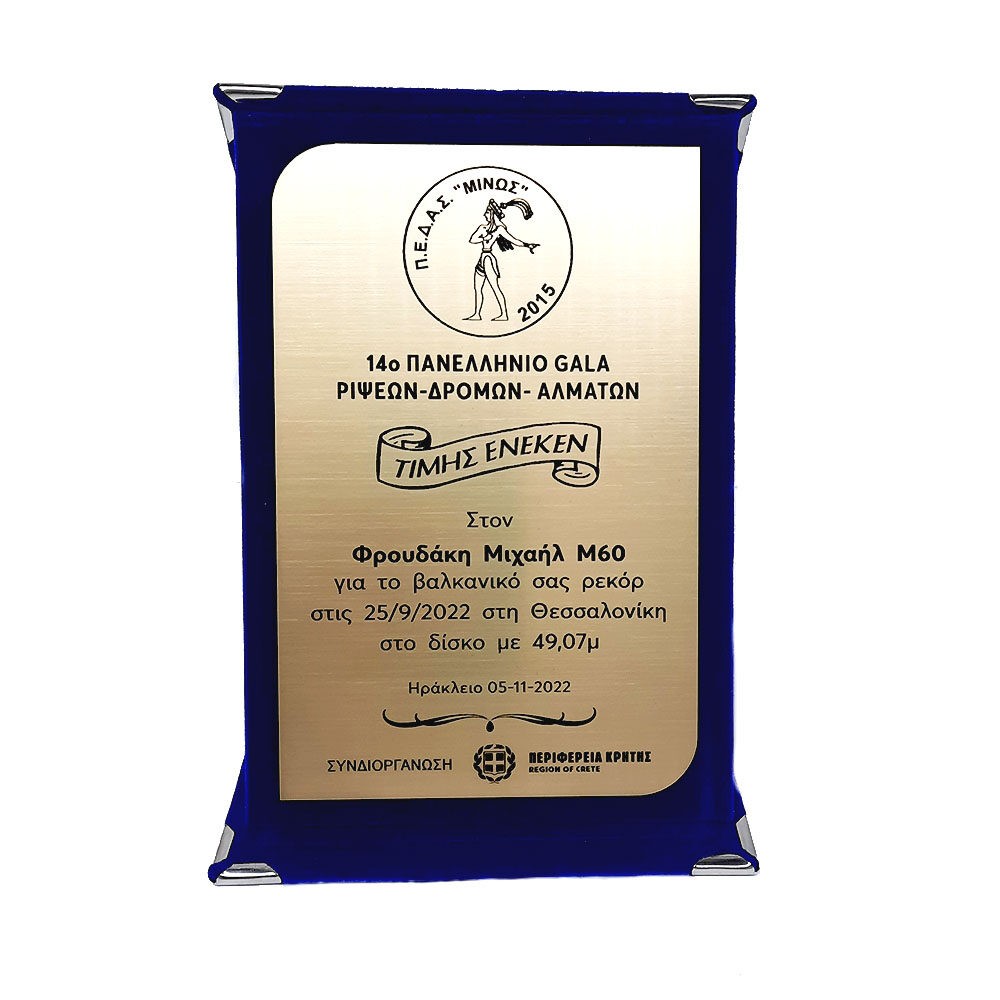 Π.Ε.Δ.Α.Σ. "ΜΙΝΩΣ"
2015
14ο ΠΑΝΕΛΛΗΝΙΟ GALA
ΡΙΨΕΩΝ-ΔΡΟΜΩΝ- ΑΛΜΑΤΩΝ
ΤΙΜΗΣ ΕΝΕΚΕΝ
Στον
Φρουδάκη Μιχαήλ Μ60
για το βαλκανικό σας ρεκόρ
στις 25/9/2022 στη Θεσσαλονίκη
στο δίσκο με 49,07μ
Ηράκλειο 05-11-2022
ΣΥΝΔΙΟΡΓΑΝΩΣΗ
ΠΕΡΙΦΕΡΕΙΑ ΚΡΗΤΗΣ
REGION OF CRETE